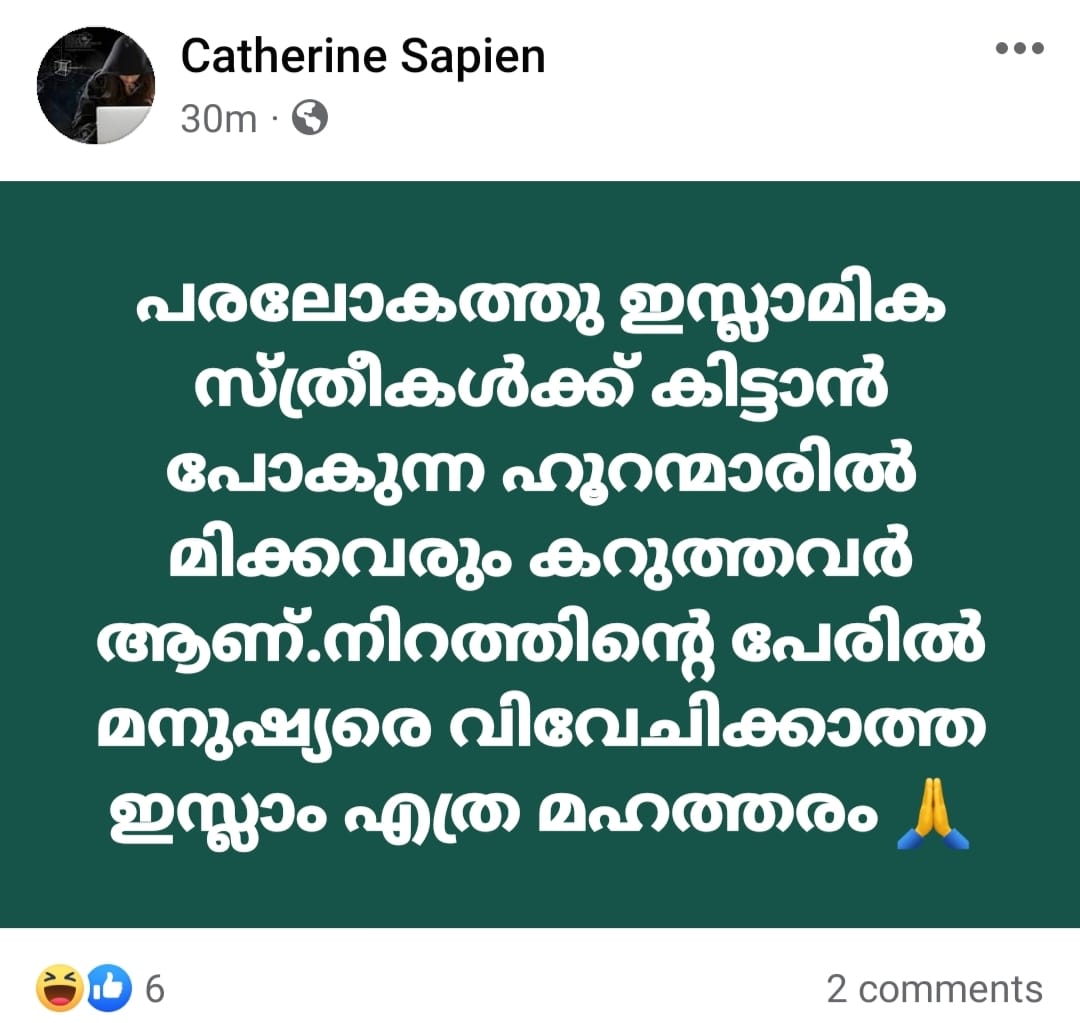 Catherine Sapien
30m ·
പരലോകത്തു ഇസ്ലാമിക
സ്ത്രീകൾക്ക് കിട്ടാൻ
പോകുന്ന ഹൂറന്മാരിൽ
മിക്കവരും കറുത്തവർ
ആണ്.നിറത്തിന്റെ പേരിൽ
മനുഷ്യരെ വിവേചിക്കാത്ത
ഇസ്ലാം എത്ര മഹത്തരം 🙏
6
2 comments